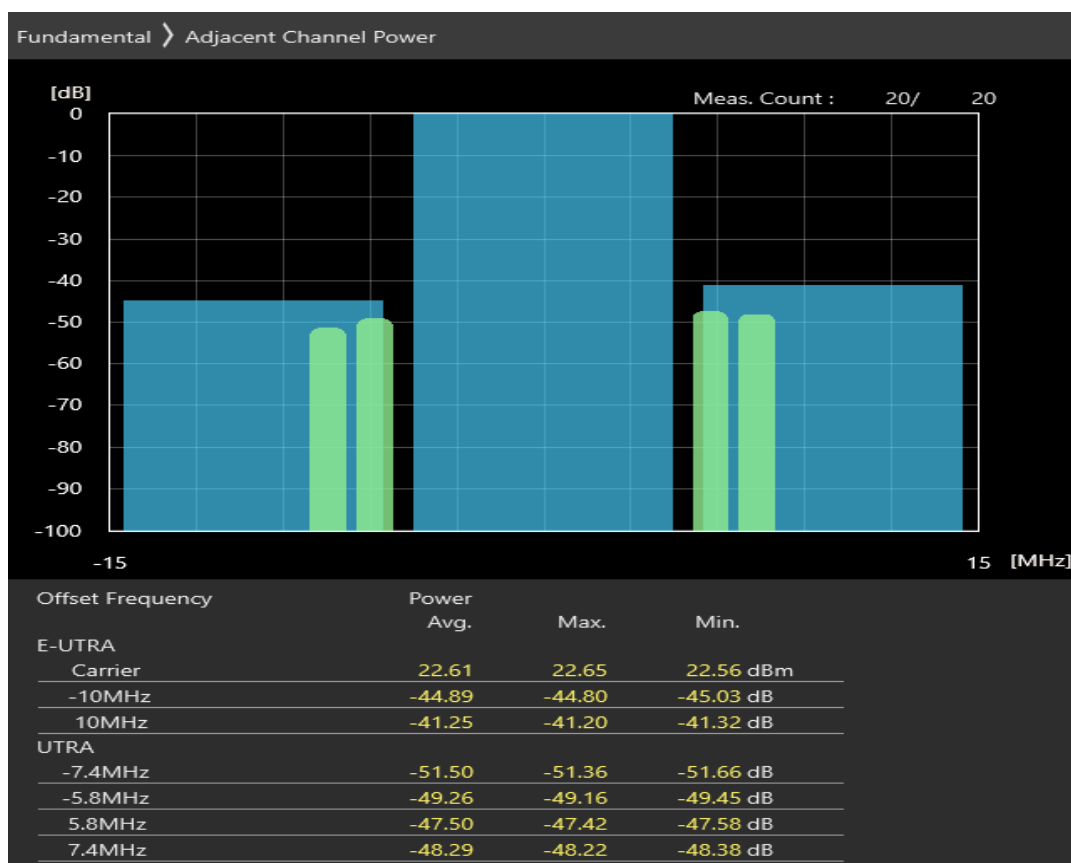 Fundamental ❯ Adjacent Channel Power
[dB]
Meas. Count : 20/ 20
0
-10
-20
-30
-40
-50
-60
-70
-80
-90
-100
-15 15 [MHz]
Offset Frequency Power
Avg. Max. Min.
E-UTRA
Carrier 22.61 22.65 22.56 dBm
-10MHz -44.89 -44.80 -45.03 dB
10MHz -41.25 -41.20 -41.32 dB
UTRA
-7.4MHz -51.50 -51.36 -51.66 dB
-5.8MHz -49.26 -49.16 -49.45 dB
5.8MHz -47.50 -47.42 -47.58 dB
7.4MHz -48.29 -48.22 -48.38 dB